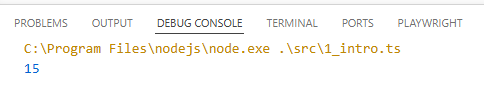 PROBLEMS OUTPUT DEBUG CONSOLE TERMINAL PORTS PLAYWRIGHT
C:\Program Files\nodejs\node.exe .\src\1_intro.ts
15